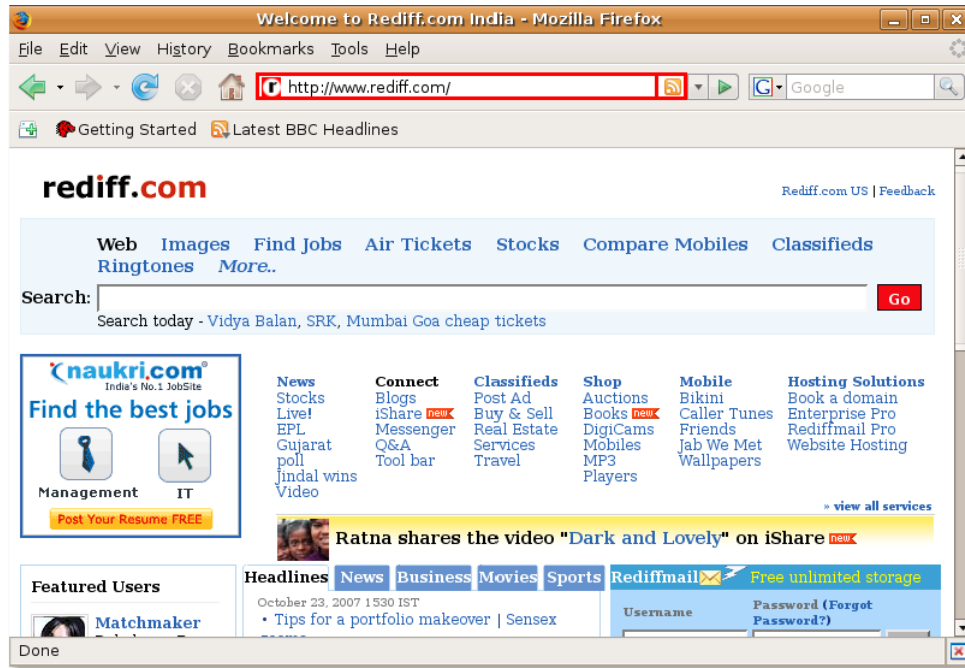 Welcome to Rediff.com India - Mozilla Firefox
File Edit View History Bookmarks Tools Help
http://www.rediff.com/ G Google
Getting Started Latest BBC Headlines
rediff.com
Rediff.com US | Feedback
Web Images Find Jobs Air Tickets Stocks Compare Mobiles Classifieds
Ringtones More..
Search: Go
Search today - Vidya Balan, SRK, Mumbai Goa cheap tickets
naukri.com
India's No.1 JobSite
Find the best jobs
Management IT
Post Your Resume FREE
News
Stocks
Live!
EPL
Gujarat
poll
Jindal wins
Video
Connect
Blogs
iShare new
Messenger
Q&A
Tool bar
Classifieds
Post Ad
Buy & Sell
Real Estate
Services
Travel
Shop
Auctions
Books new
DigiCams
Mobiles
MP3
Players
Mobile
Bikini
Caller Tunes
Friends
Jab We Met
Wallpapers
Hosting Solutions
Book a domain
Enterprise Pro
Rediffmail Pro
Website Hosting
» view all services
Ratna shares the video "Dark and Lovely" on iShare new
Featured Users
Matchmaker
Headlines News Business Movies Sports
October 23, 2007 1530 IST
• Tips for a portfolio makeover | Sensex
Rediffmail Free unlimited storage
Username
Password (Forgot
Password?)
Done